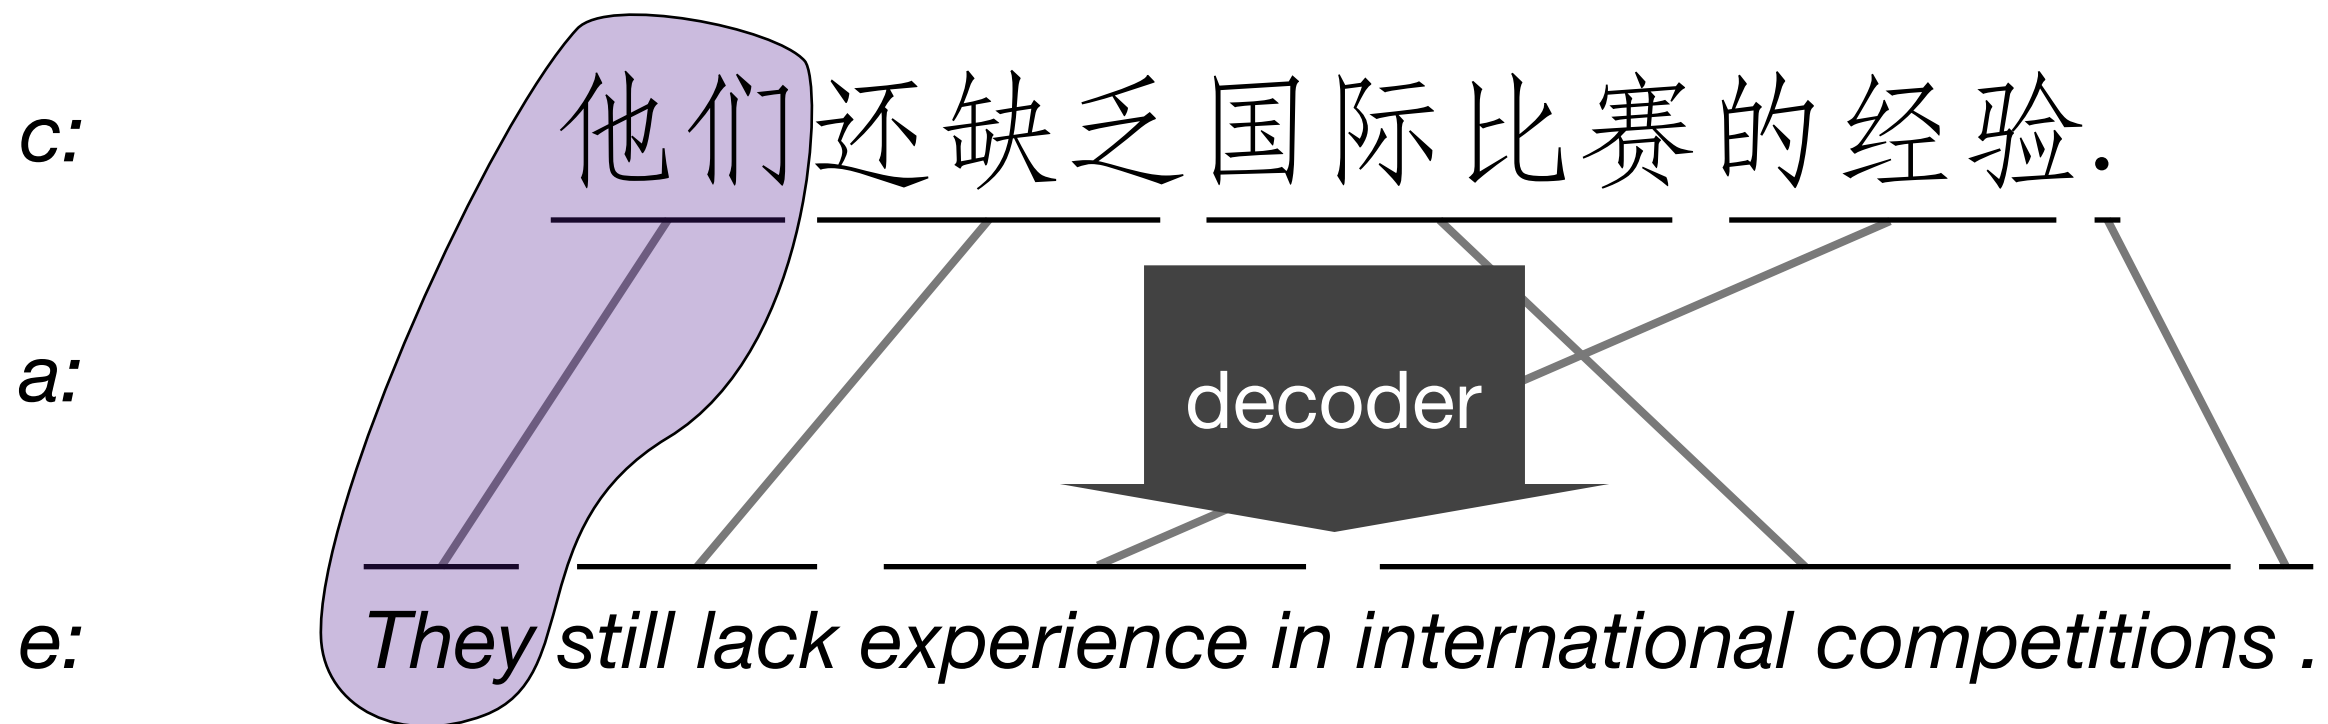 c: 他们还缺乏国际比赛的经验.
a:
decoder
e: They still lack experience in international competitions .